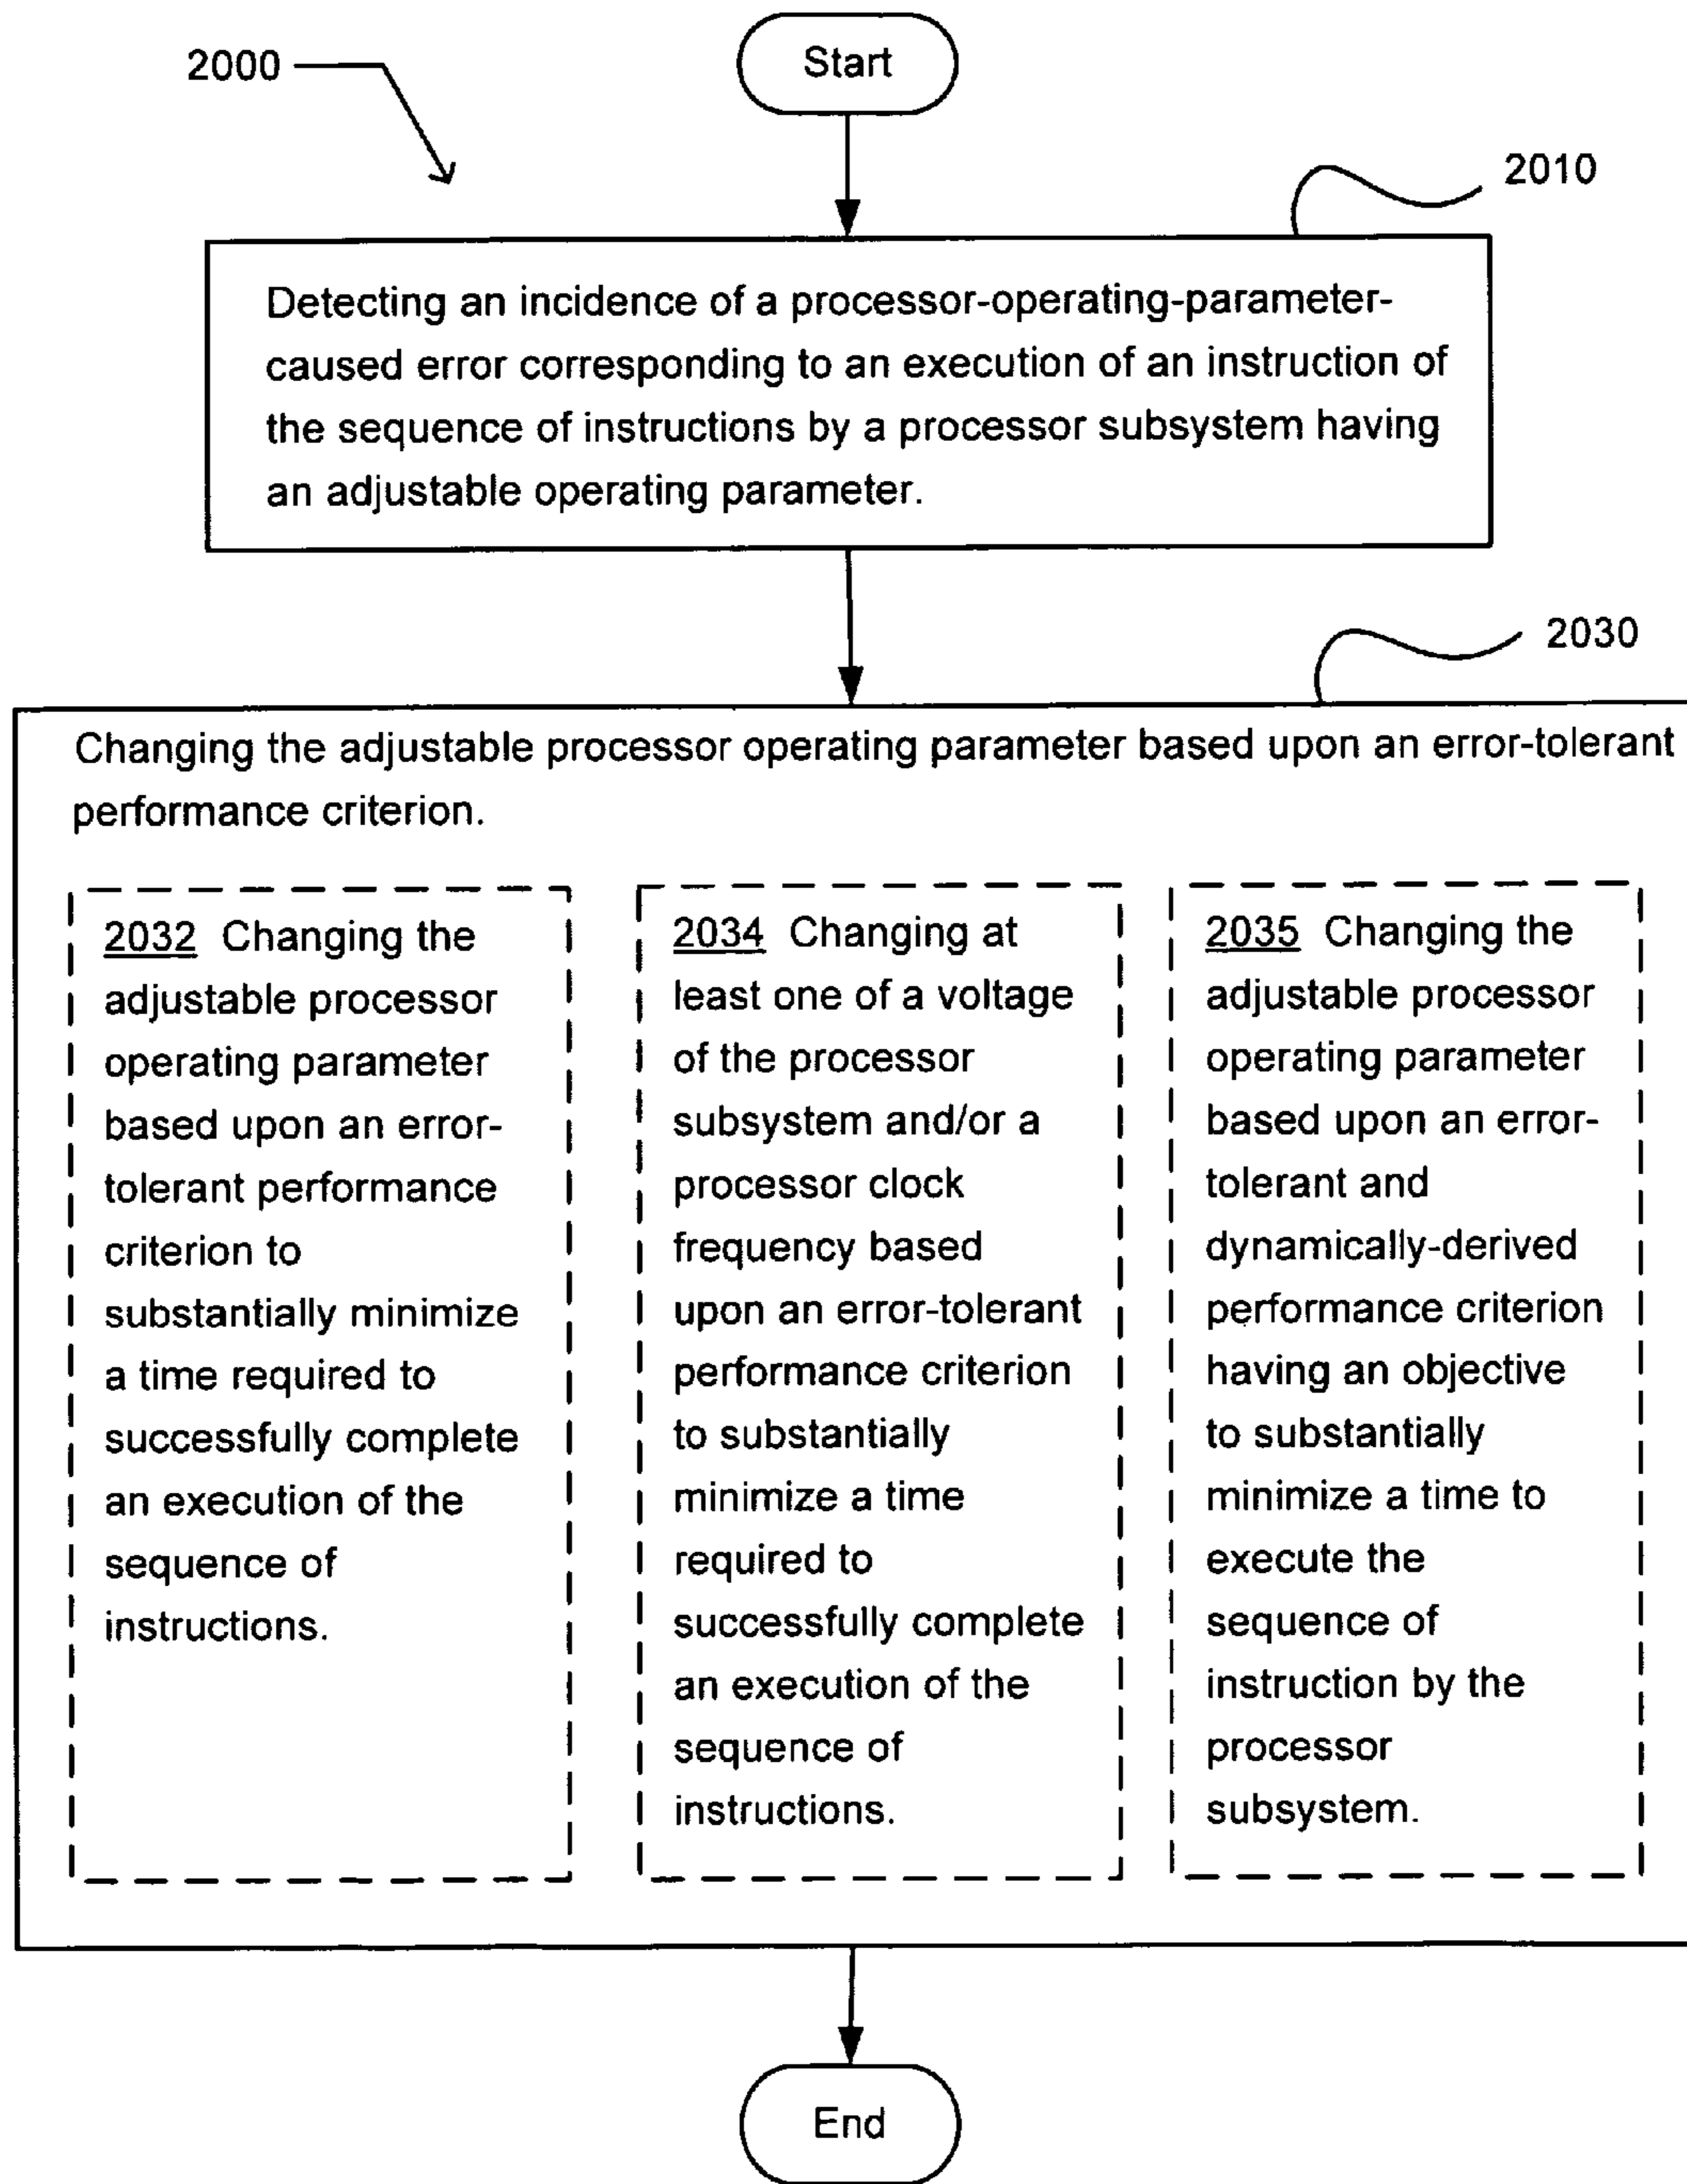 2000
Start
2010
Detecting an incidence of a processor-operating-parameter-
caused error corresponding to an execution of an instruction of
the sequence of instructions by a processor subsystem having
an adjustable operating parameter.
2030
Changing the adjustable processor operating parameter based upon an error-tolerant
performance criterion.
2032 Changing the
adjustable processor
operating parameter
based upon an error-
tolerant performance
criterion to
substantially minimize
a time required to
successfully complete
an execution of the
sequence of
instructions.
2034 Changing at
least one of a voltage
of the processor
subsystem and/or a
processor clock
frequency based
upon an error-tolerant
performance criterion
to substantially
minimize a time
required to
successfully complete
an execution of the
sequence of
instructions.
2035 Changing the
adjustable processor
operating parameter
based upon an error-
tolerant and
dynamically-derived
performance criterion
having an objective
to substantially
minimize a time to
execute the
sequence of
instruction by the
processor
subsystem.
End